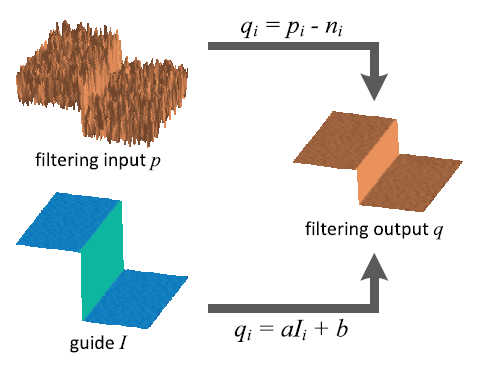 qᵢ = pᵢ - nᵢ
filtering input p
filtering output q
guide I
qᵢ = aIᵢ + b